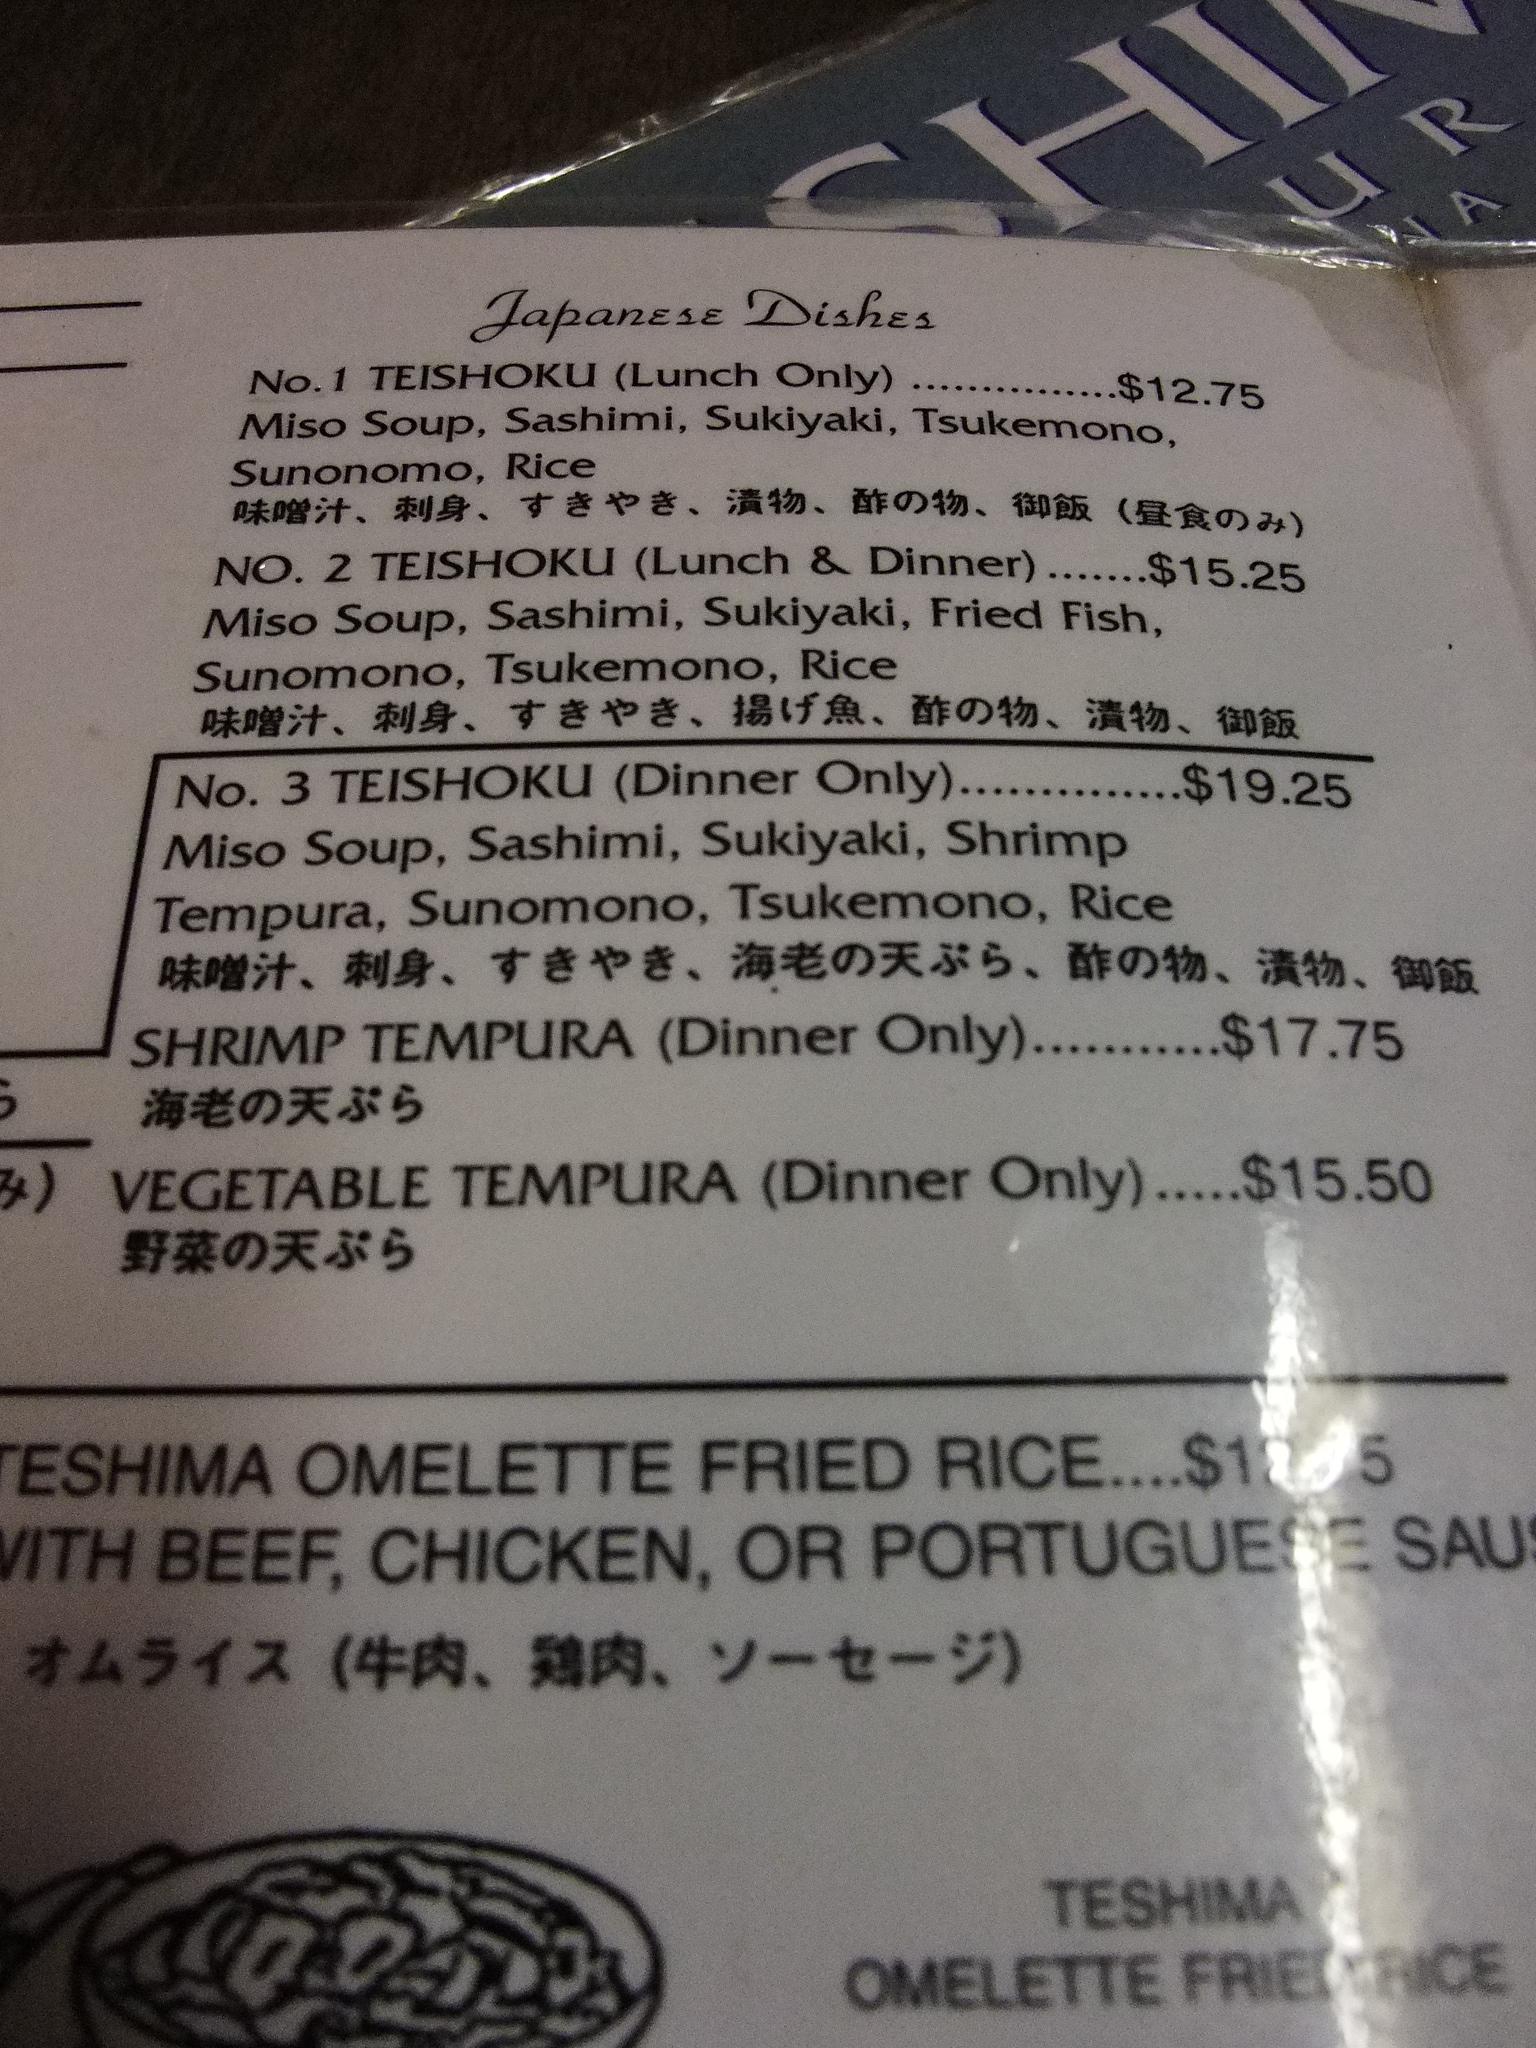 SHIM
UR
NA
Japanese Dishes
No.1 TEISHOKU (Lunch Only) ...............$12.75
Miso Soup, Sashimi, Sukiyaki, Tsukemono,
Sunonomo, Rice
味噌汁、刺身、すきやき、漬物、酢の物、御飯 (昼食のみ)
NO. 2 TEISHOKU (Lunch & Dinner) .......$15.25
Miso Soup, Sashimi, Sukiyaki, Fried Fish,
Sunomono, Tsukemono, Rice
味噌汁、刺身、すきやき、揚げ魚、酢の物、漬物、御飯
No. 3 TEISHOKU (Dinner Only)..............$19.25
Miso Soup, Sashimi, Sukiyaki, Shrimp
Tempura, Sunomono, Tsukemono, Rice
味噌汁、刺身、すきやき、海老の天ぷら、酢の物、漬物、御飯
SHRIMP TEMPURA (Dinner Only)...........$17.75
ら 海老の天ぷら
み) VEGETABLE TEMPURA (Dinner Only) .....$15.50
野菜の天ぷら
TESHIMA OMELETTE FRIED RICE....
WITH BEEF, CHICKEN, OR PORTUGUESE SAUS
オムライス (牛肉、鶏肉、ソーセージ)
TESHIMA
OMELETTE FRIED RICE